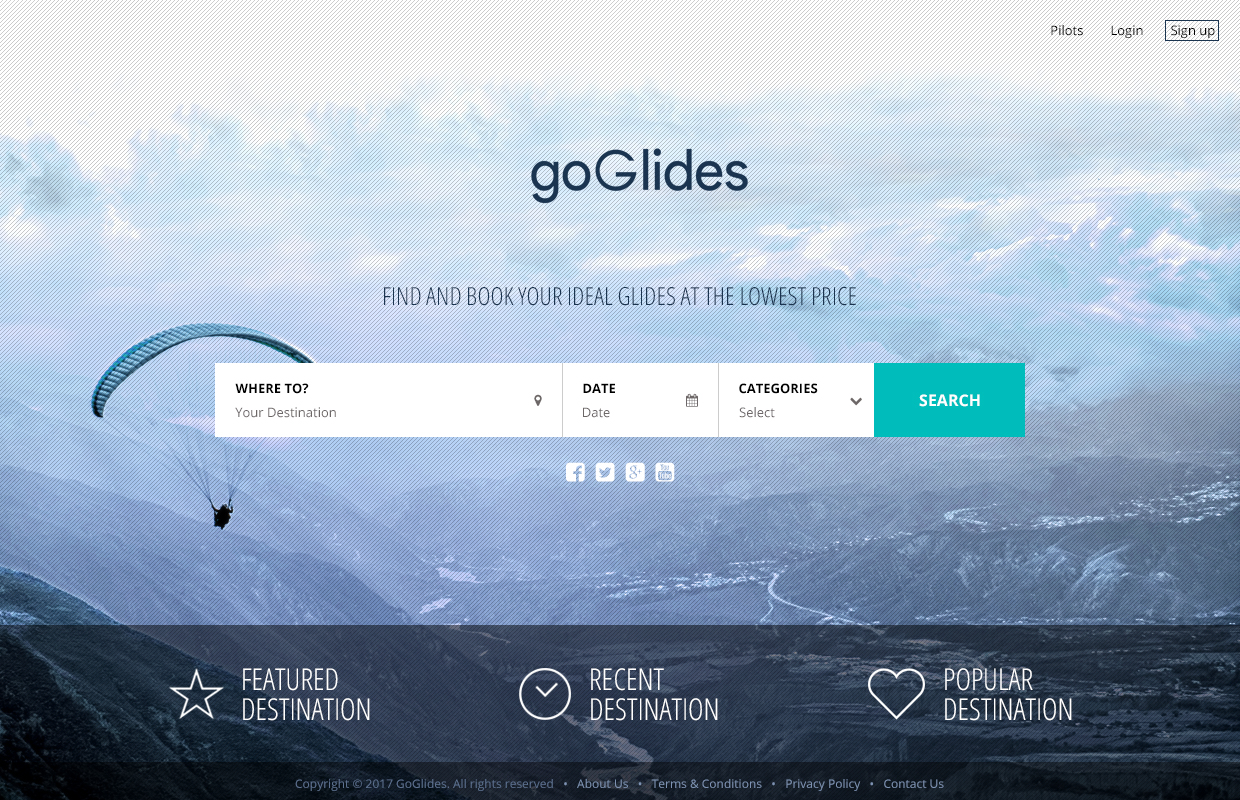 Pilots Login Sign up
goGlides
FIND AND BOOK YOUR IDEAL GLIDES AT THE LOWEST PRICE
WHERE TO? DATE CATEGORIES
SEARCH
Your Destination Date Select
You
Tube
FEATURED
DESTINATION
RECENT
DESTINATION
POPULAR
DESTINATION
Copyright © 2017 GoGlides. All rights reserved • About Us • Terms & Conditions • Privacy Policy • Contact Us